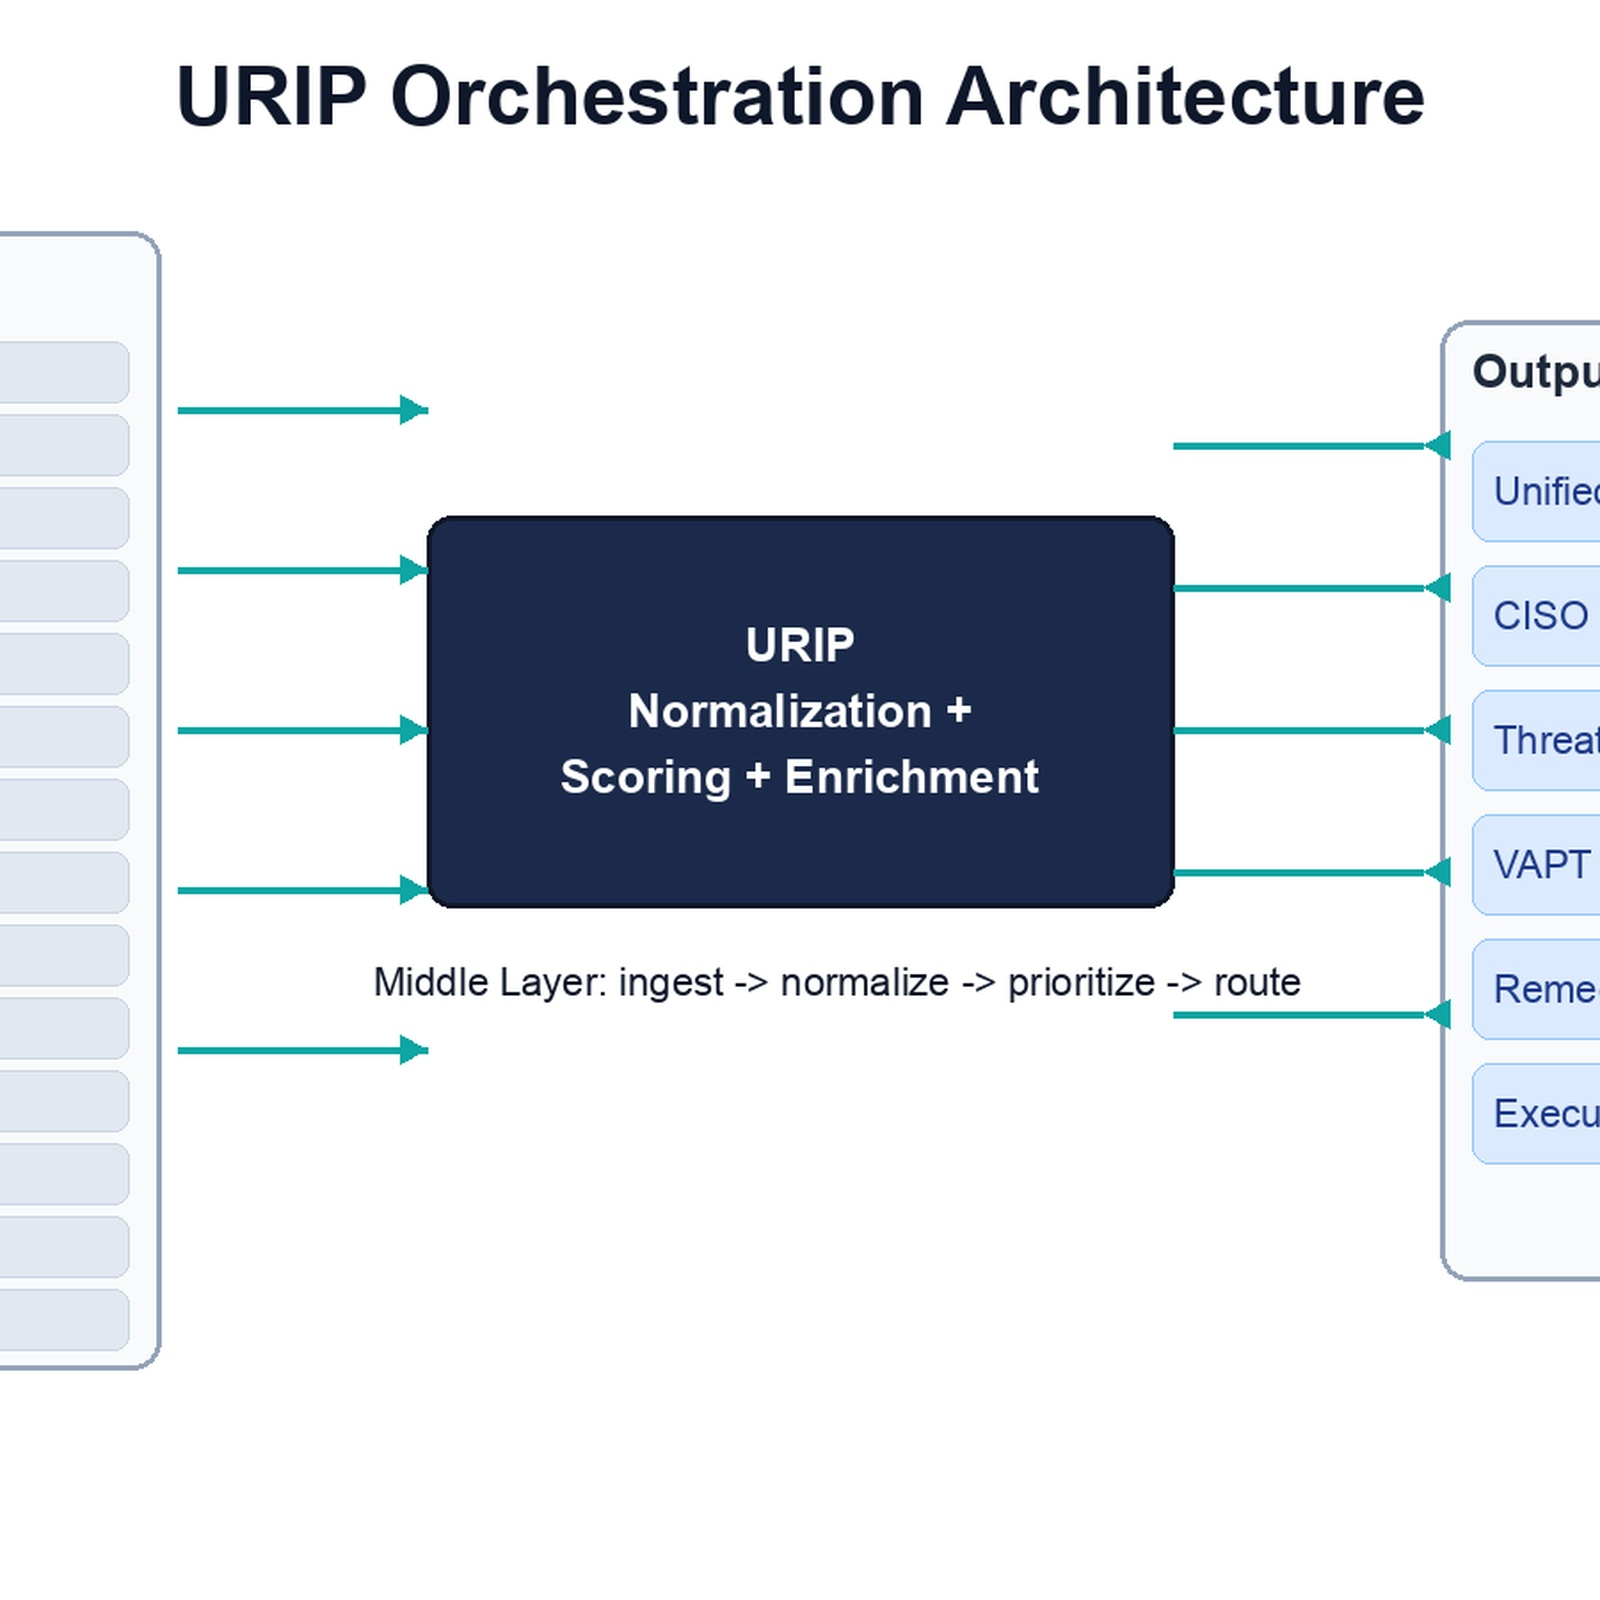 URIP Orchestration Architecture
URIP
Normalization +
Scoring + Enrichment
Middle Layer: ingest -> normalize -> prioritize -> route
CISO
VAPT